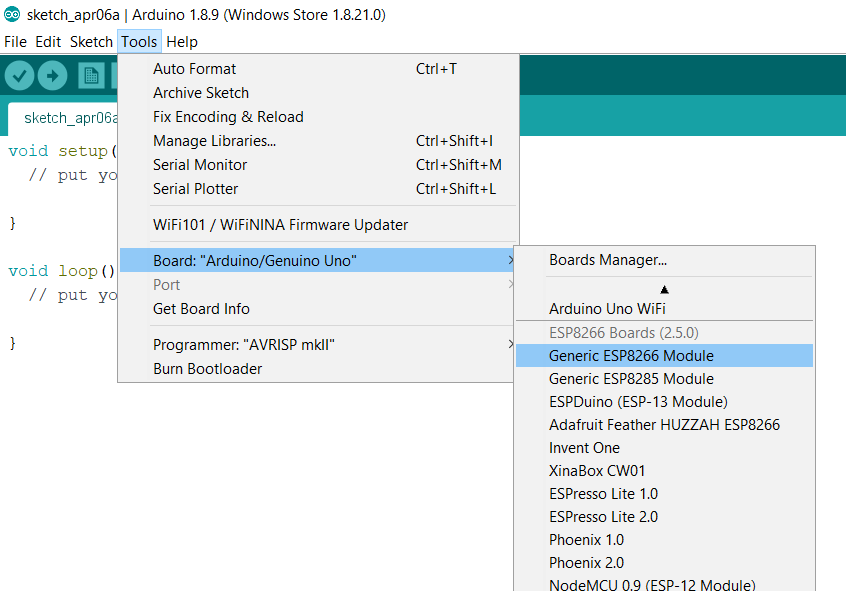 sketch_apr06a | Arduino 1.8.9 (Windows Store 1.8.21.0)
File Edit Sketch Tools Help
Auto Format Ctrl+T
Archive Sketch
Fix Encoding & Reload
Manage Libraries... Ctrl+Shift+I
Serial Monitor Ctrl+Shift+M
Serial Plotter Ctrl+Shift+L
WiFi101 / WiFiNINA Firmware Updater
Board: "Arduino/Genuino Uno"
Port
Get Board Info
Programmer: "AVRISP mkII"
Burn Bootloader
sketch_apr06a
void setup(
// put yo
}
void loop()
// put yo
}
Boards Manager...
Arduino Uno WiFi
ESP8266 Boards (2.5.0)
Generic ESP8266 Module
Generic ESP8285 Module
ESPDuino (ESP-13 Module)
Adafruit Feather HUZZAH ESP8266
Invent One
XinaBox CW01
ESPresso Lite 1.0
ESPresso Lite 2.0
Phoenix 1.0
Phoenix 2.0
NodeMCU 0.9 (ESP-12 Module)